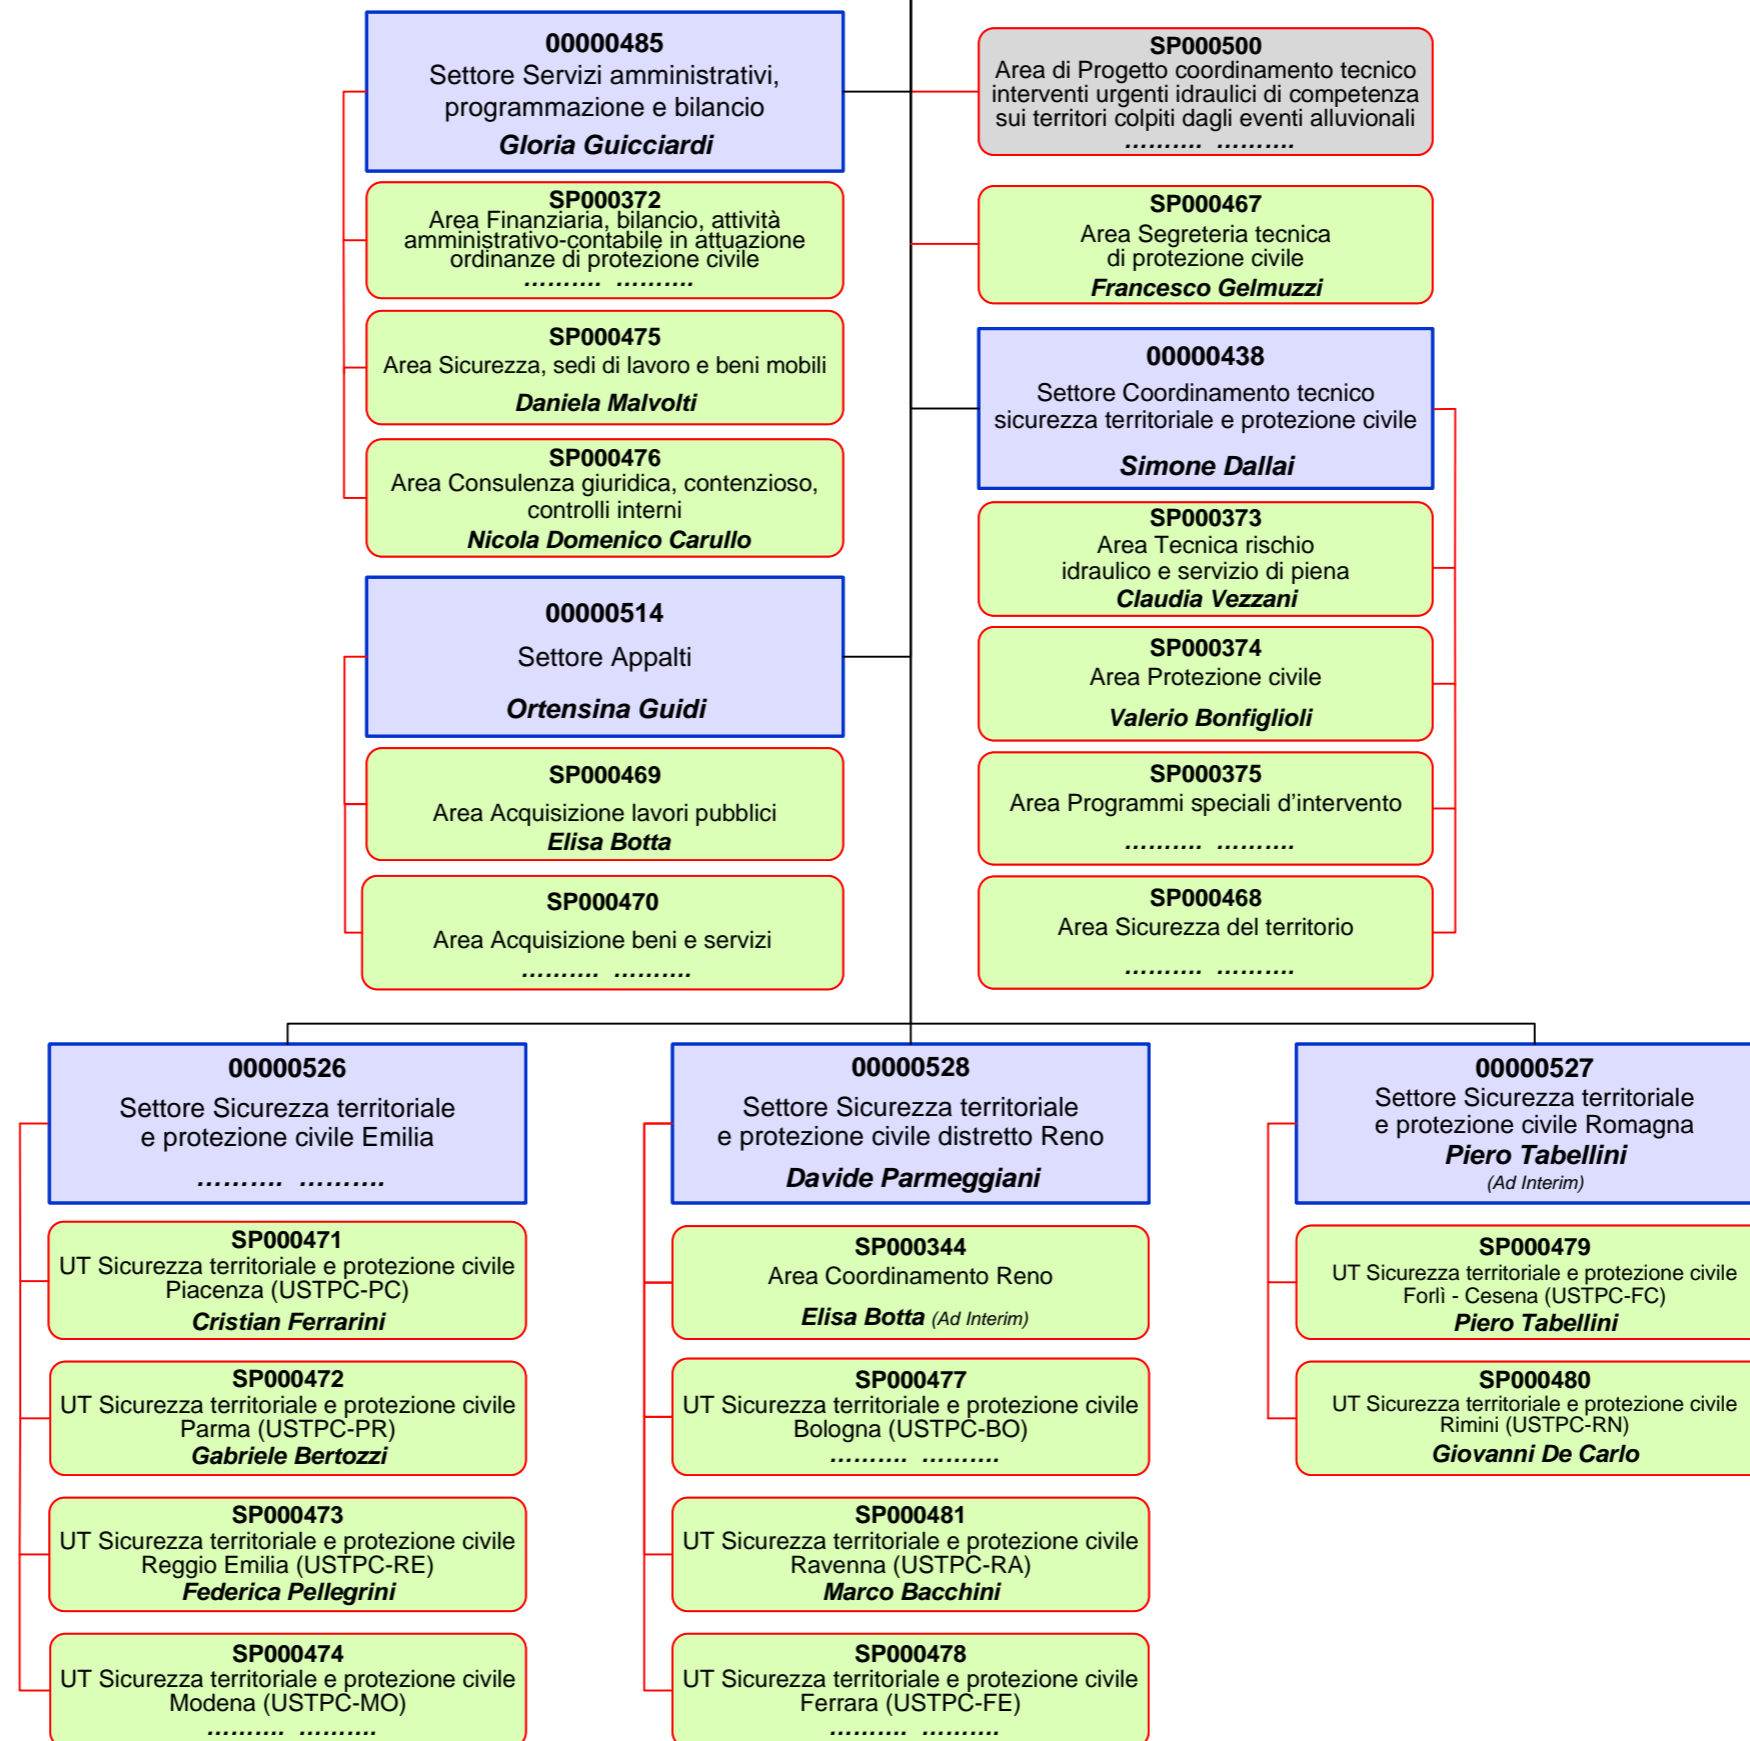 00000485
Settore Servizi amministrativi,
programmazione e bilancio
Gloria Guicciardi
SP000372
Area Finanziaria, bilancio, attività
amministrativo-contabile in attuazione
ordinanze di protezione civile
.......... ..........
SP000475
Area Sicurezza, sedi di lavoro e beni mobili
Daniela Malvolti
SP000476
Area Consulenza giuridica, contenzioso,
controlli interni
Nicola Domenico Carullo
00000514
Settore Appalti
Ortensina Guidi
SP000469
Area Acquisizione lavori pubblici
Elisa Botta
SP000470
Area Acquisizione beni e servizi
.......... ..........
SP000500
Area di Progetto coordinamento tecnico
interventi urgenti idraulici di competenza
sui territori colpiti dagli eventi alluvionali
.......... ..........
SP000467
Area Segreteria tecnica
di protezione civile
Francesco Gelmuzzi
00000438
Settore Coordinamento tecnico
sicurezza territoriale e protezione civile
Simone Dallai
SP000373
Area Tecnica rischio
idraulico e servizio di piena
Claudia Vezzani
SP000374
Area Protezione civile
Valerio Bonfiglioli
SP000375
Area Programmi speciali d’intervento
.......... ..........
SP000468
Area Sicurezza del territorio
.......... ..........
00000526
Settore Sicurezza territoriale
e protezione civile Emilia
.......... ..........
SP000471
UT Sicurezza territoriale e protezione civile
Piacenza (USTPC-PC)
Cristian Ferrarini
SP000472
UT Sicurezza territoriale e protezione civile
Parma (USTPC-PR)
Gabriele Bertozzi
SP000473
UT Sicurezza territoriale e protezione civile
Reggio Emilia (USTPC-RE)
Federica Pellegrini
SP000474
UT Sicurezza territoriale e protezione civile
Modena (USTPC-MO)
.......... ..........
00000528
Settore Sicurezza territoriale
e protezione civile distretto Reno
Davide Parmeggiani
SP000344
Area Coordinamento Reno
Elisa Botta (Ad Interim)
SP000477
UT Sicurezza territoriale e protezione civile
Bologna (USTPC-BO)
.......... ..........
SP000481
UT Sicurezza territoriale e protezione civile
Ravenna (USTPC-RA)
Marco Bacchini
SP000478
UT Sicurezza territoriale e protezione civile
Ferrara (USTPC-FE)
.......... ..........
00000527
Settore Sicurezza territoriale
e protezione civile Romagna
Piero Tabellini
(Ad Interim)
SP000479
UT Sicurezza territoriale e protezione civile
Forlì - Cesena (USTPC-FC)
Piero Tabellini
SP000480
UT Sicurezza territoriale e protezione civile
Rimini (USTPC-RN)
Giovanni De Carlo